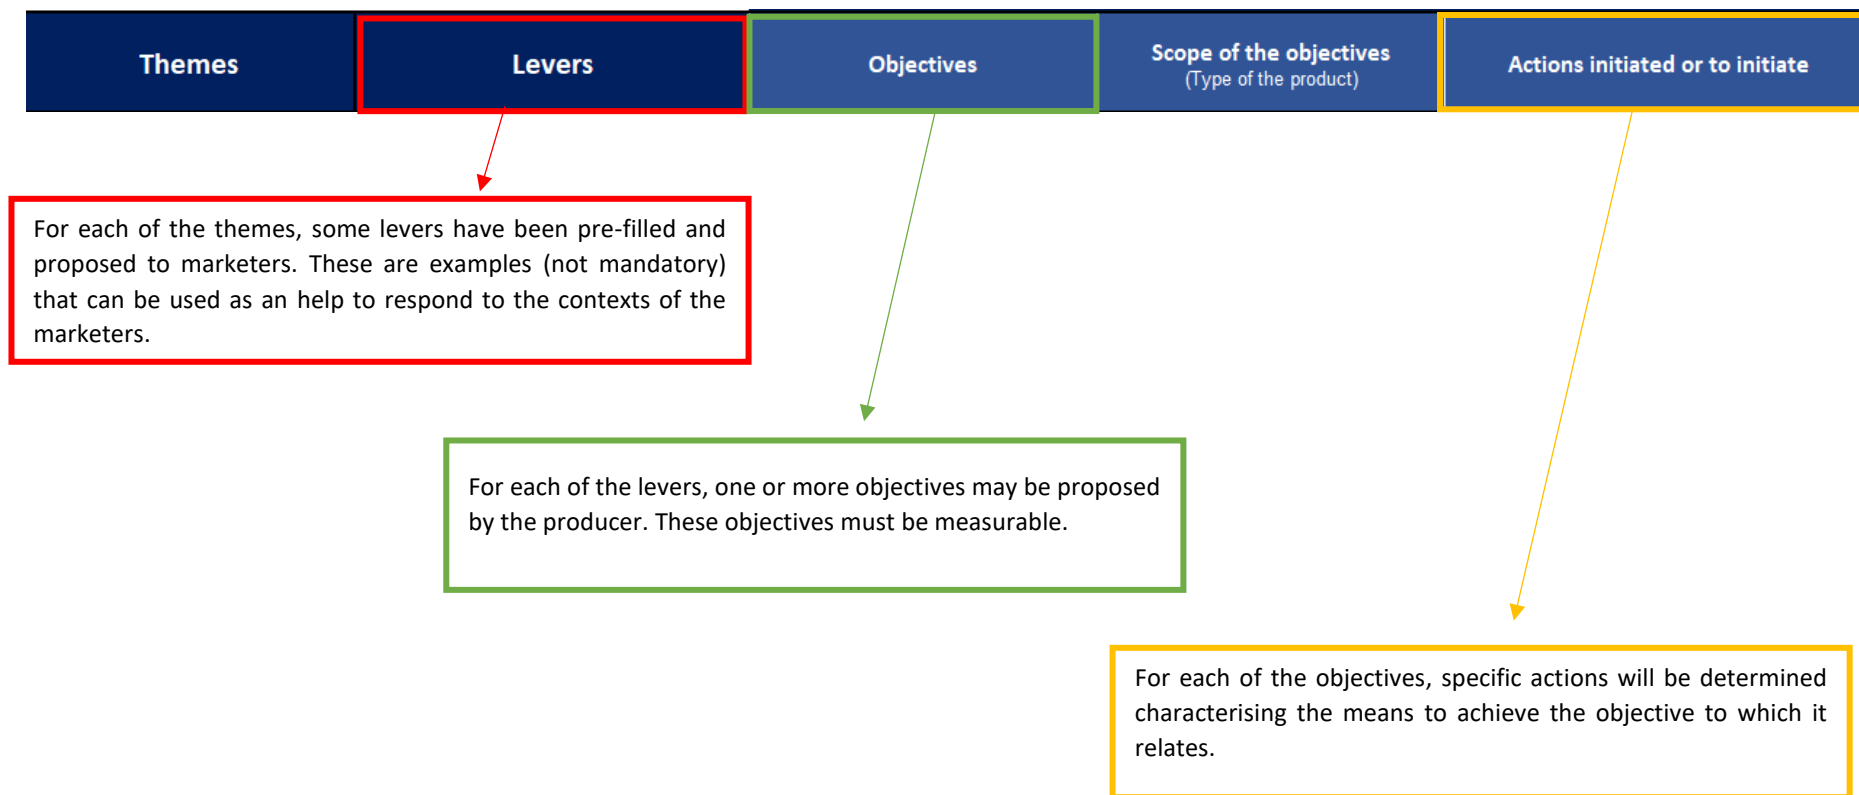 Themes
Levers
Objectives
Scope of the objectives
(Type of the product)
Actions initiated or to initiate
For each of the themes, some levers have been pre-filled and
proposed to marketers. These are examples (not mandatory)
that can be used as an help to respond to the contexts of the
marketers.
For each of the levers, one or more objectives may be proposed
by the producer. These objectives must be measurable.
For each of the objectives, specific actions will be determined
characterising the means to achieve the objective to which it
relates.